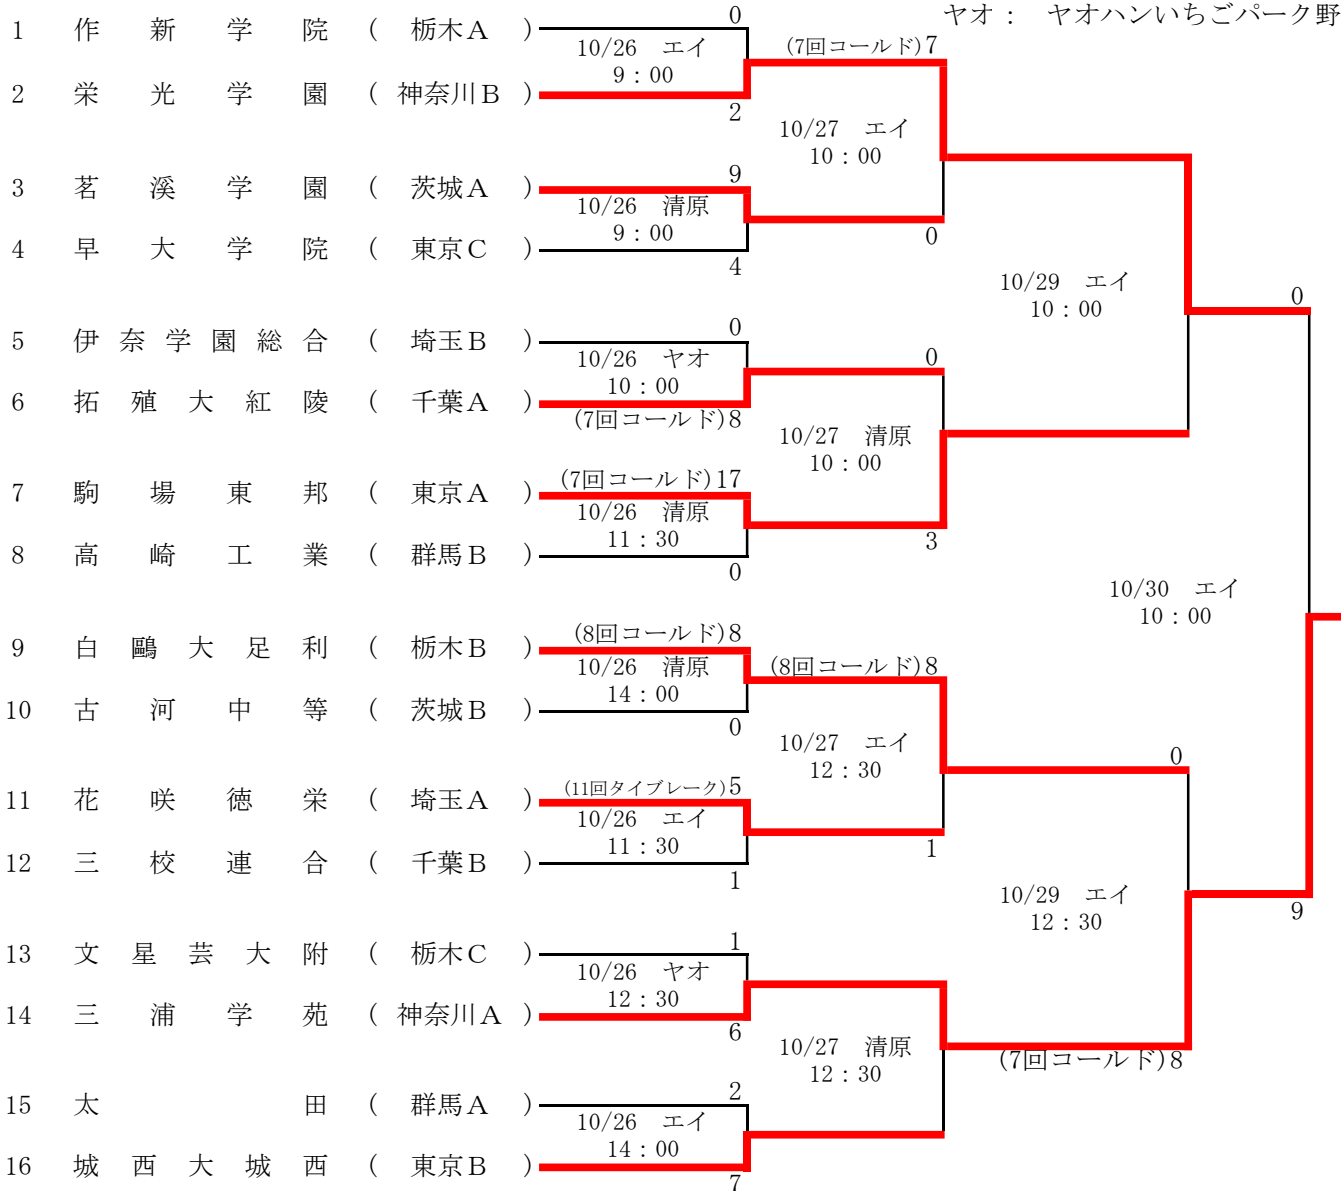 ヤオ： ヤオハンいちごパーク野
1 作新学院 ( 栃木A ) 0
10/26 エイ
9：00
(7回コールド)7
2 栄光学園 ( 神奈川B )
2
10/27 エイ
10：00
3 茗溪学園 ( 茨城A ) 9
10/26 清原
9：00
0
4 早大学院 ( 東京C )
4
10/29 エイ
10：00
0
5 伊奈学園総合 ( 埼玉B ) 0
10/26 ヤオ
10：00
0
6 拓殖大紅陵 ( 千葉A )
(7回コールド)8
10/27 清原
10：00
7 駒場東邦 ( 東京A ) (7回コールド)17
10/26 清原
11：30
3
8 高崎工業 ( 群馬B )
0
10/30 エイ
10：00
9 白鷗大足利 ( 栃木B ) (8回コールド)8
10/26 清原
14：00
(8回コールド)8
10 古河中等 ( 茨城B )
0
10/27 エイ
12：30
0
11 花咲徳栄 ( 埼玉A ) (11回タイブレーク)5
10/26 エイ
11：30
1
12 三校連合 ( 千葉B )
1
10/29 エイ
12：30
9
13 文星芸大附 ( 栃木C ) 1
10/26 ヤオ
12：30
14 三浦学苑 ( 神奈川A )
6
10/27 清原
12：30
(7回コールド)8
15 太田 ( 群馬A ) 2
10/26 エイ
14：00
16 城西大城西 ( 東京B )
7